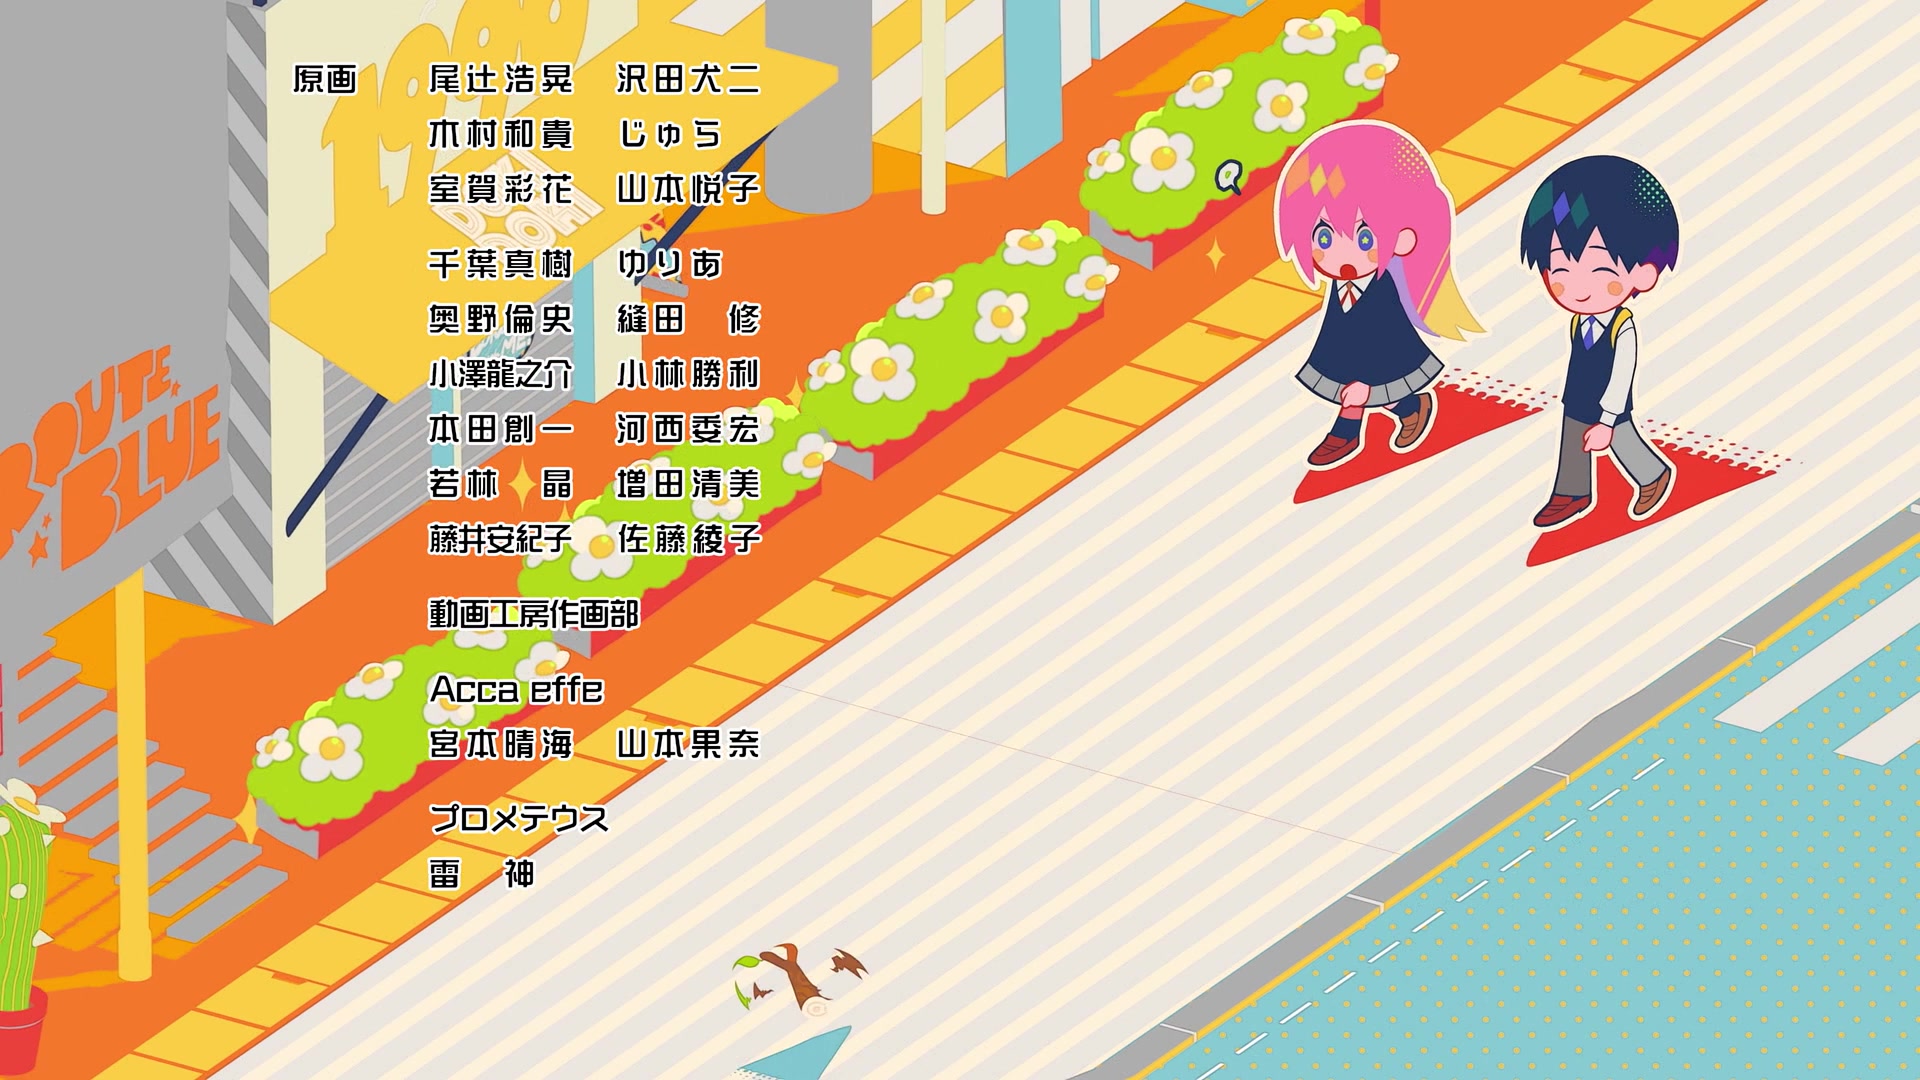 原画 尾辻浩晃 沢田犬二
木村和貴 じゅら
室賀彩花 山本悦子
千葉真樹 ゆりあ
奥野倫史 縫田 修
小澤龍之介 小林勝利
本田創一 河西委宏
若林 晶 増田清美
藤井安紀子 佐藤綾子
動画工房作画部
Acca effe
宮本晴海 山本果奈
プロメテウス
雷 神
1980
ROUTE
BLUE